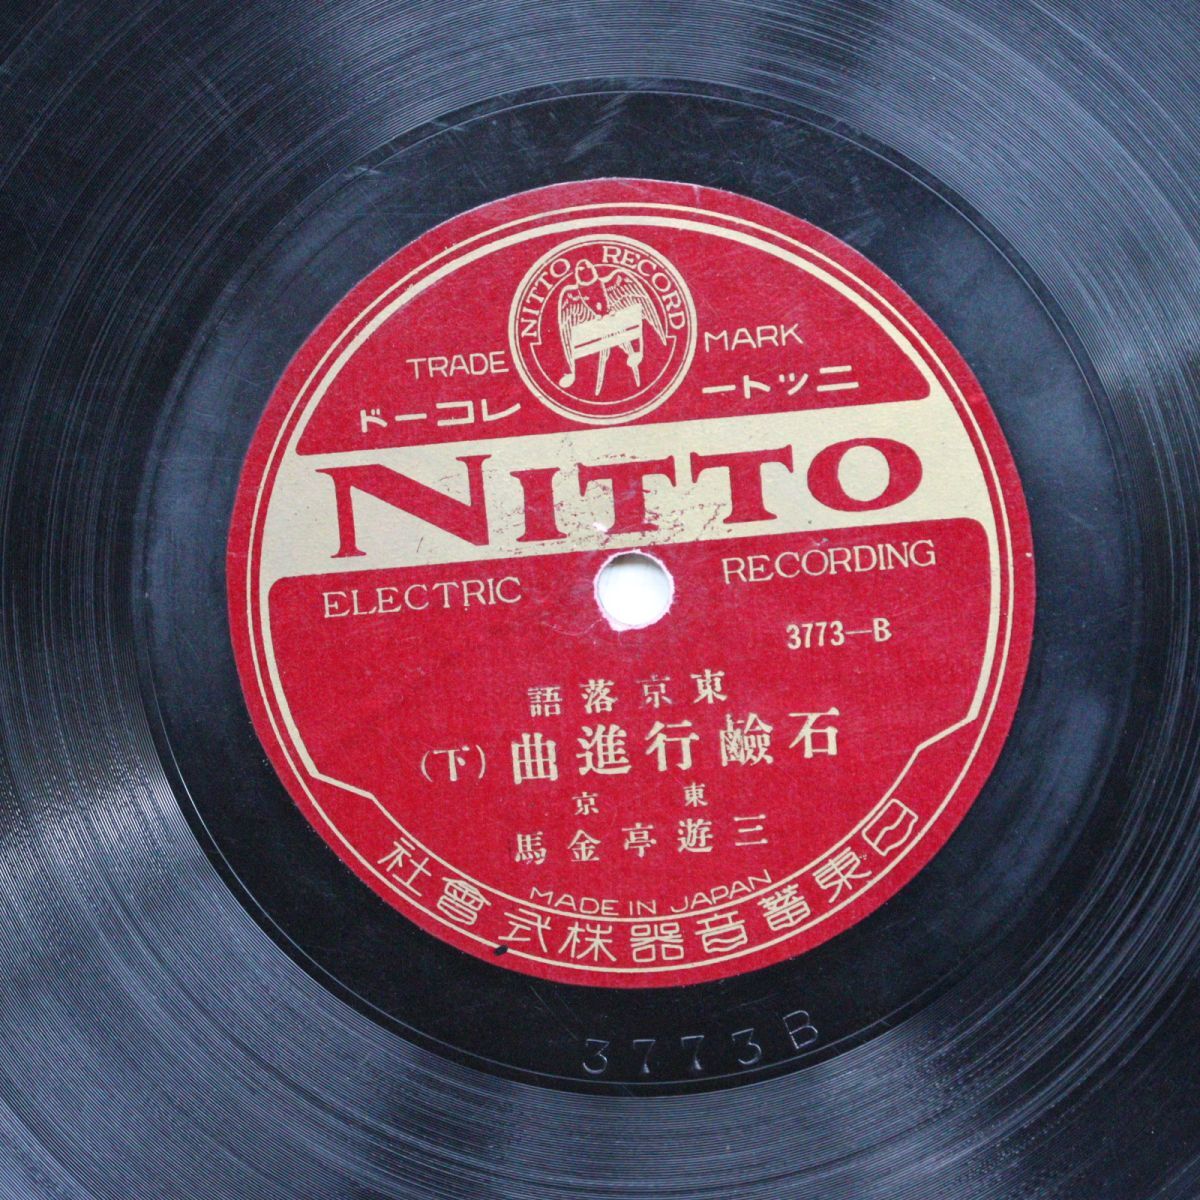 NITTO RECORD
TRADE MARK
ニットーレコード
NITTO
ELECTRIC RECORDING
3773-B
東京落語
石鹼行進曲(下)
東京
三遊亭金馬
MADE IN JAPAN
日東蓄音器株式會社
3773B